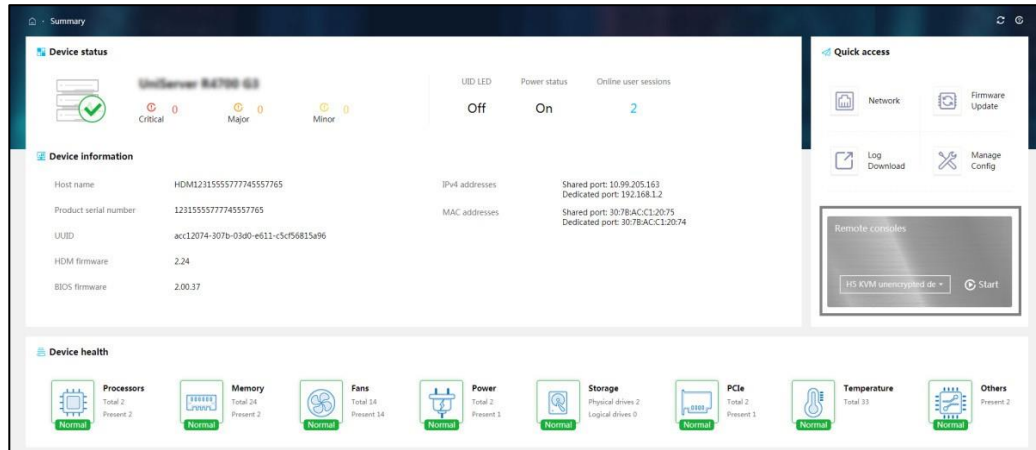 Summary
Device status
UniServer R4700 G3
0
Critical
0
Major
0
Minor
UID LED
Off
Power status
On
Online user sessions
2
Device information
Host name HDM12315555777745557765
Product serial number 12315555777745557765
UUID acc12074-307b-03d0-e611-c5cf56815a96
HDM firmware 2.24
BIOS firmware 2.00.37
IPv4 addresses Shared port: 10.99.205.163
Dedicated port: 192.168.1.2
MAC addresses Shared port: 30:7B:AC:C1:20:75
Dedicated port: 30:7B:AC:C1:20:74
Quick access
Network
Firmware
Update
Log
Download
Manage
Config
Remote consoles
H5 KVM unencrypted de
Start
Device health
Processors
Total 2
Present 2
Normal
Memory
Total 24
Present 2
Normal
Fans
Total 14
Present 14
Normal
Power
Total 2
Present 1
Normal
Storage
Physical drives 2
Logical drives 0
Normal
PCIe
Total 2
Present 1
Normal
Temperature
Total 33
Normal
Others
Present 2
Normal